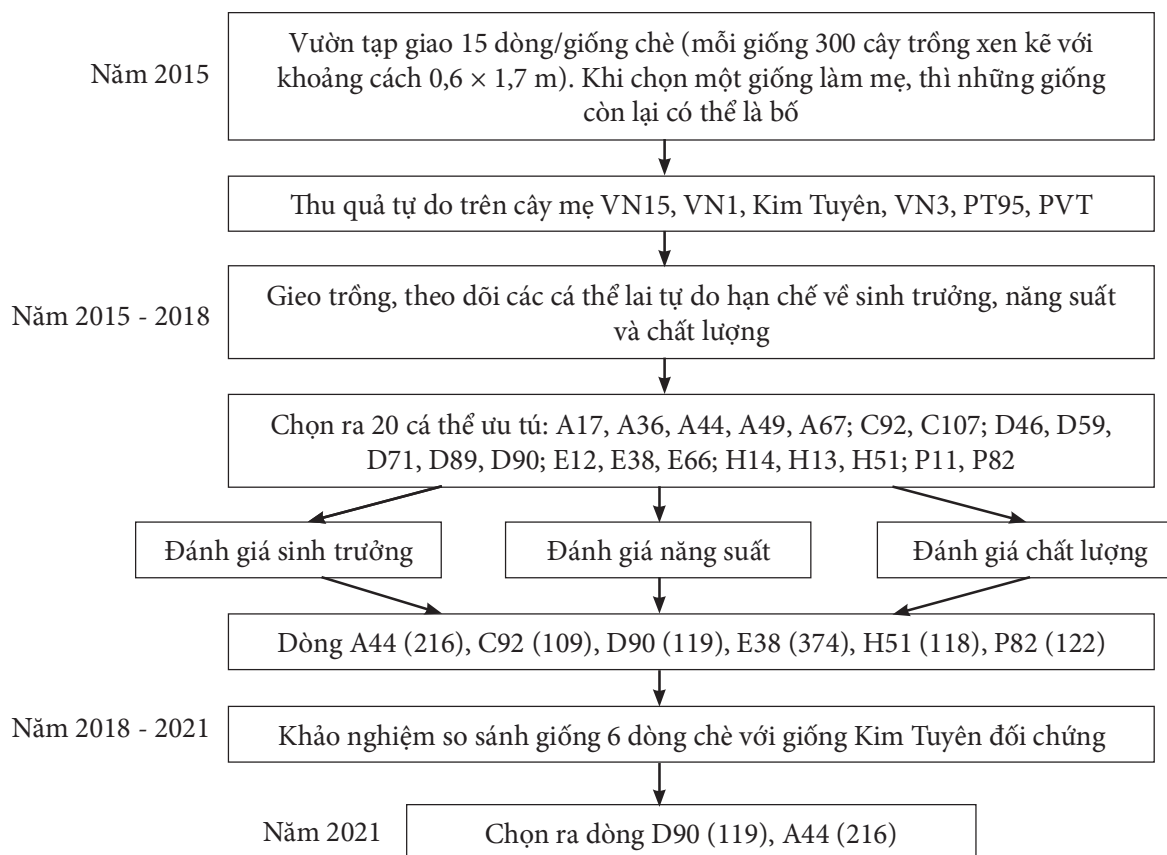 Năm 2015
Vườn tạp giao 15 dòng/giống chè (mỗi giống 300 cây trồng xen kẽ với
khoảng cách 0,6 × 1,7 m). Khi chọn một giống làm mẹ, thì những giống
còn lại có thể là bố
Thu quả tự do trên cây mẹ VN15, VN1, Kim Tuyên, VN3, PT95, PVT
Năm 2015 - 2018
Gieo trồng, theo dõi các cá thể lai tự do hạn chế về sinh trưởng, năng suất
và chất lượng
Chọn ra 20 cá thể ưu tú: A17, A36, A44, A49, A67; C92, C107; D46, D59,
D71, D89, D90; E12, E38, E66; H14, H13, H51; P11, P82
Đánh giá sinh trưởng
Đánh giá năng suất
Đánh giá chất lượng
Dòng A44 (216), C92 (109), D90 (119), E38 (374), H51 (118), P82 (122)
Năm 2018 - 2021
Khảo nghiệm so sánh giống 6 dòng chè với giống Kim Tuyên đối chứng
Năm 2021
Chọn ra dòng D90 (119), A44 (216)